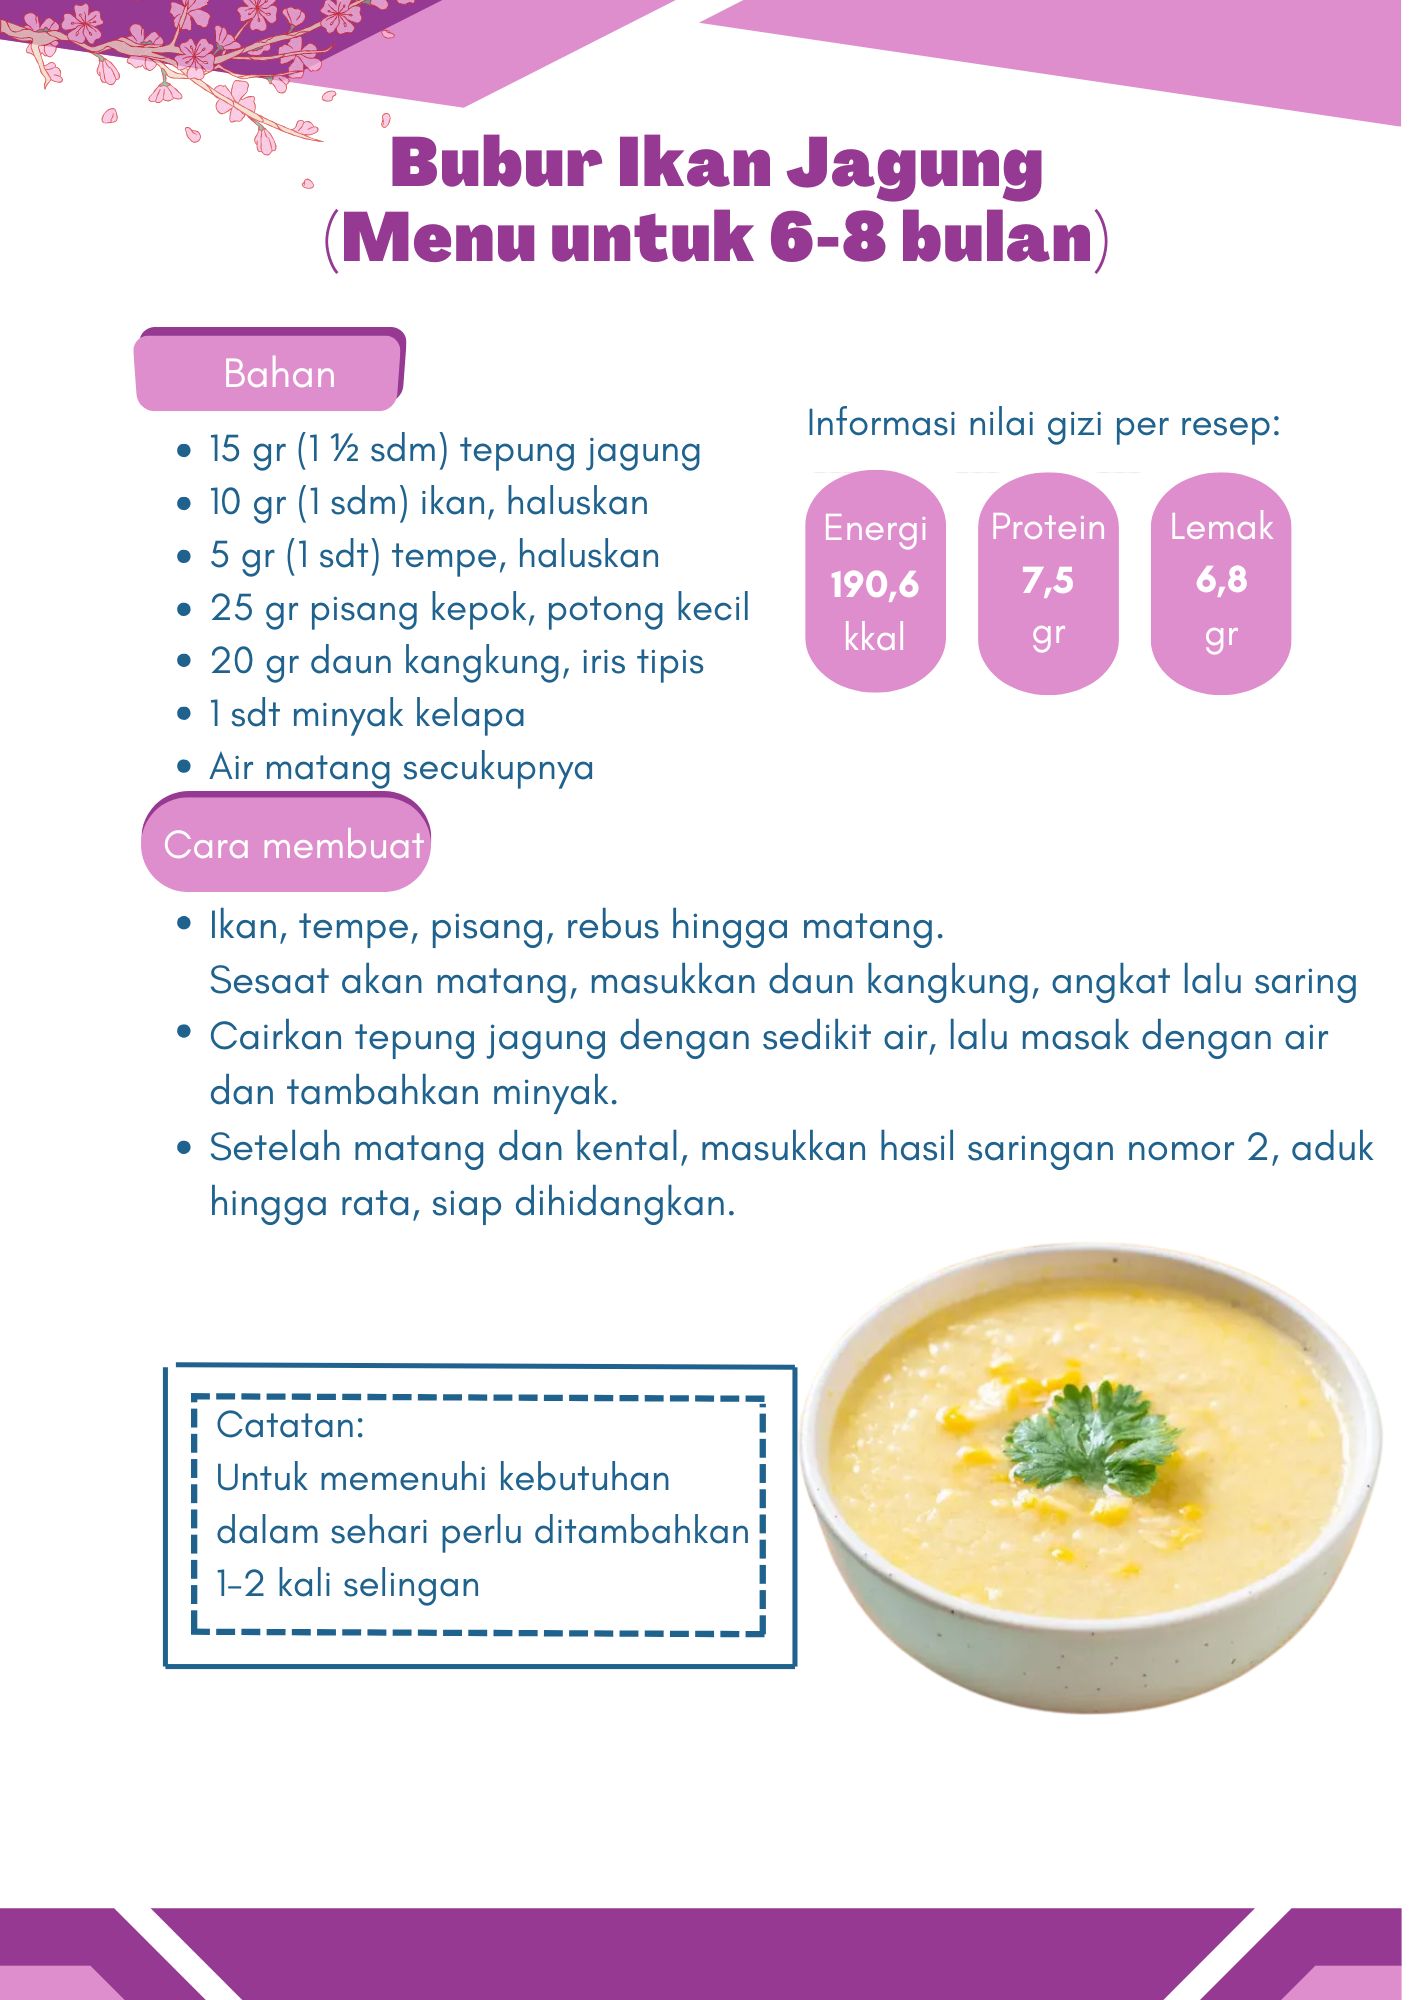 Bubur Ikan Jagung
(Menu untuk 6-8 bulan)
Bahan
15 gr (1 ½ sdm) tepung jagung
10 gr (1 sdm) ikan, haluskan
5 gr (1 sdt) tempe, haluskan
25 gr pisang kepok, potong kecil
20 gr daun kangkung, iris tipis
1 sdt minyak kelapa
Air matang secukupnya
Informasi nilai gizi per resep:
Energi
190,6
kkal
Protein
7,5
gr
Lemak
6,8
gr
Cara membuat
Ikan, tempe, pisang, rebus hingga matang.
Sesaat akan matang, masukkan daun kangkung, angkat lalu saring
Cairkan tepung jagung dengan sedikit air, lalu masak dengan air
dan tambahkan minyak.
Setelah matang dan kental, masukkan hasil saringan nomor 2, aduk
hingga rata, siap dihidangkan.
Catatan:
Untuk memenuhi kebutuhan
dalam sehari perlu ditambahkan
1-2 kali selingan